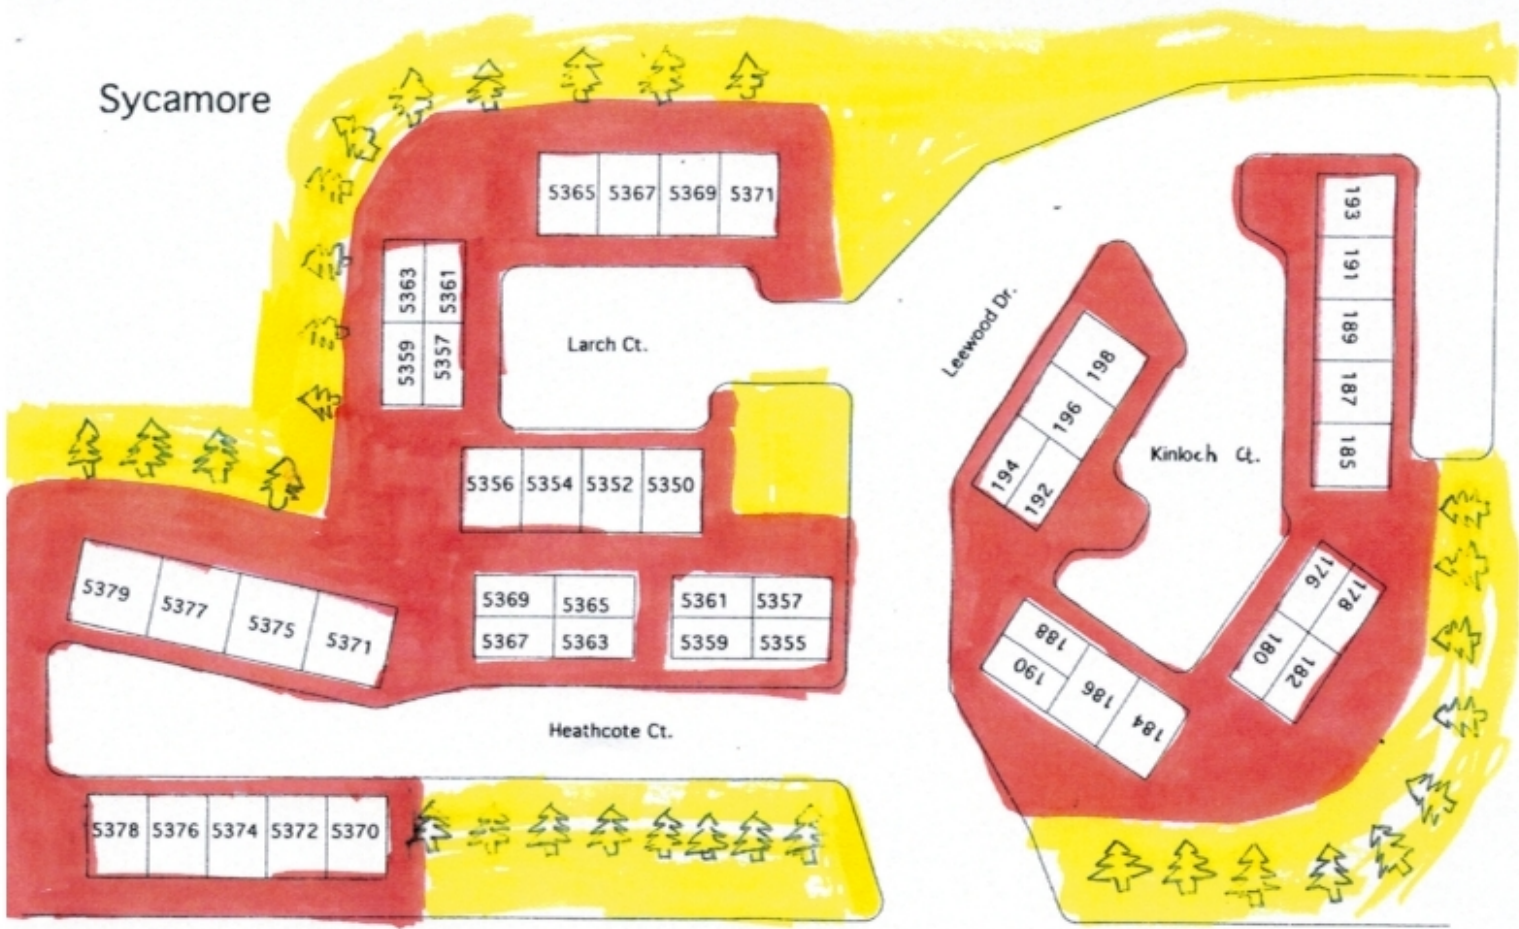 Sycamore
5365 5367 5369 5371
5363 5361
5359 5357
Larch Ct.
5356 5354 5352 5350
5379 5377 5375 5371
5369 5365
5367 5363
5361 5357
5359 5355
Heathcote Ct.
5378 5376 5374 5372 5370
Leewood Dr.
198
196
194
192
Kinloch Ct.
193
191
189
187
185
176
178
180
182
188
190
186
184